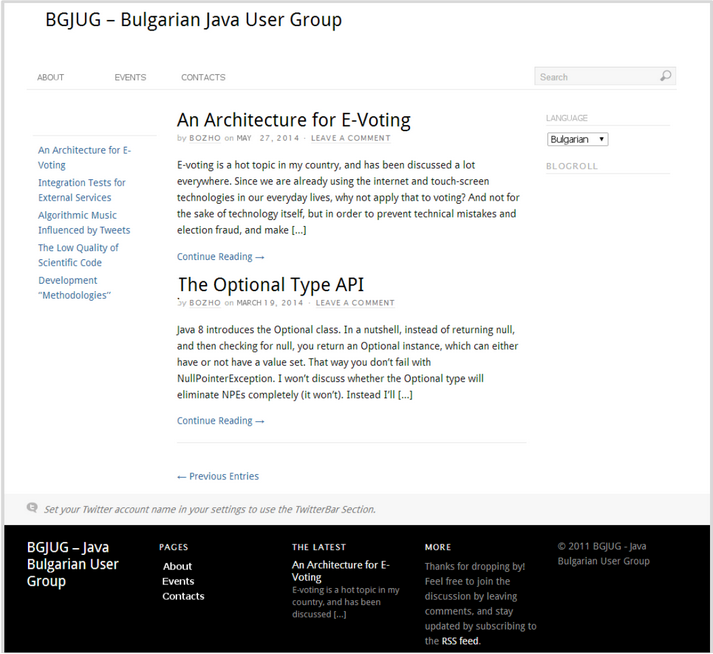 BGJUG – Bulgarian Java User Group
ABOUT EVENTS CONTACTS
Search
An Architecture for E-
Voting
Integration Tests for
External Services
Algorithmic Music
Influenced by Tweets
The Low Quality of
Scientific Code
Development
"Methodologies"
An Architecture for E-Voting
by BOZHO on MAY 27, 2014 · LEAVE A COMMENT
E-voting is a hot topic in my country, and has been discussed a lot
everywhere. Since we are already using the internet and touch-screen
technologies in our everyday lives, why not apply that to voting? And not for
the sake of technology itself, but in order to prevent technical mistakes and
election fraud, and make [...]
Continue Reading →
The Optional Type API
by BOZHO on MARCH 19, 2014 · LEAVE A COMMENT
Java 8 introduces the Optional class. In a nutshell, instead of returning null,
and then checking for null, you return an Optional instance, which can either
have or not have a value set. That way you don't fail with
NullPointerException. I won't discuss whether the Optional type will
eliminate NPEs completely (it won't). Instead I'll [...]
Continue Reading →
← Previous Entries
LANGUAGE
Bulgarian
BLOGROLL
Set your Twitter account name in your settings to use the TwitterBar Section.
BGJUG – Java
Bulgarian User
Group
PAGES
About
Events
Contacts
THE LATEST
An Architecture for E-
Voting
E-voting is a hot topic in my
country, and has been
discussed [...]
MORE
Thanks for dropping by!
Feel free to join the
discussion by leaving
comments, and stay
updated by subscribing to
the RSS feed.
© 2011 BGJUG - Java
Bulgarian User Group